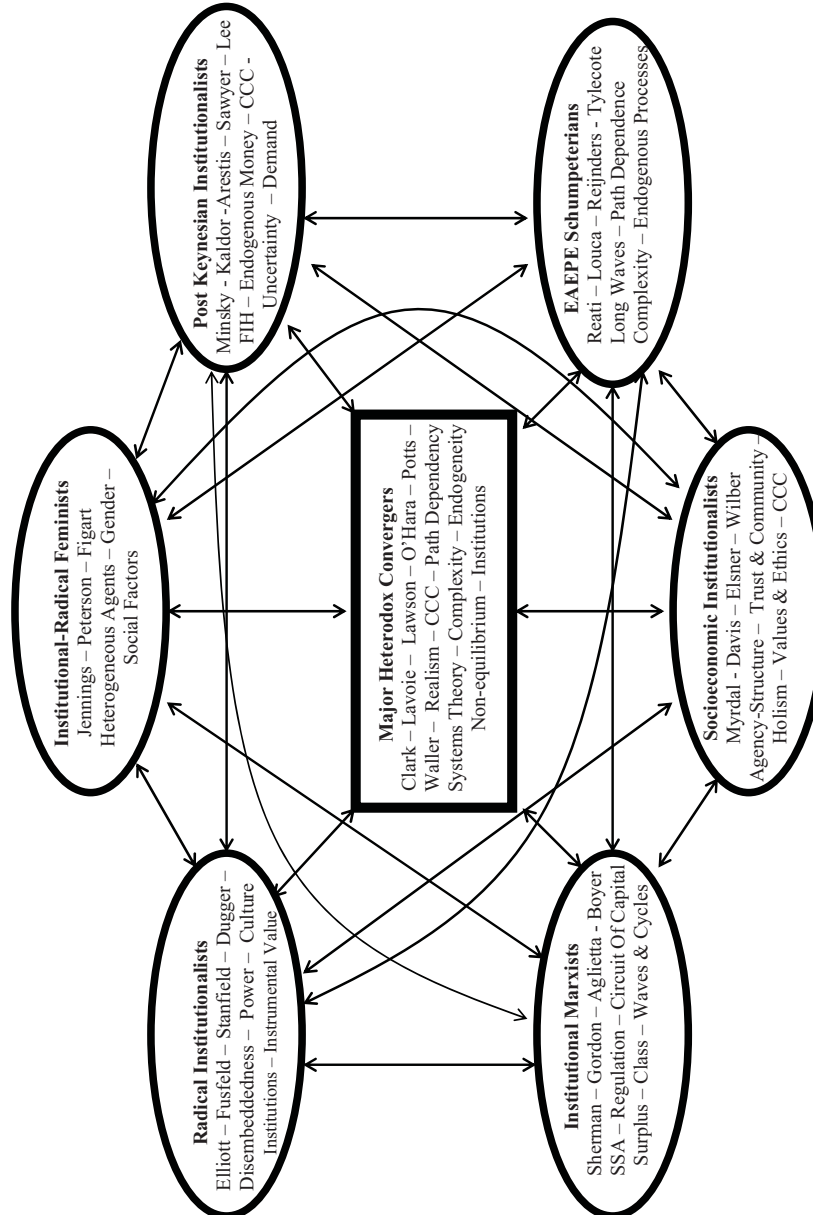 Institutional-Radical Feminists
Jennings – Peterson – Figart
Heterogeneous Agents – Gender –
Social Factors
Radical Institutionalists
Elliott – Fusfeld – Stanfield – Dugger –
Disembeddedness – Power – Culture
Institutions – Instrumental Value
Post Keynesian Institutionalists
Minsky - Kaldor -Arestis – Sawyer – Lee
FIH – Endogenous Money – CCC -
Uncertainty – Demand
Major Heterodox Convergers
Clark – Lavoie – Lawson – O'Hara – Potts –
Waller – Realism – CCC – Path Dependency
Systems Theory – Complexity – Endogeneity
Non-equilibrium – Institutions
Institutional Marxists
Sherman – Gordon – Aglietta - Boyer
SSA – Regulation – Circuit Of Capital
Surplus – Class – Waves & Cycles
EAEPE Schumpeterians
Reati – Louca – Reijnders - Tylecote
Long Waves – Path Dependence
Complexity – Endogenous Processes
Socioeconomic Institutionalists
Myrdal - Davis – Elsner – Wilber
Agency-Structure – Trust & Community –
Holism – Values & Ethics – CCC